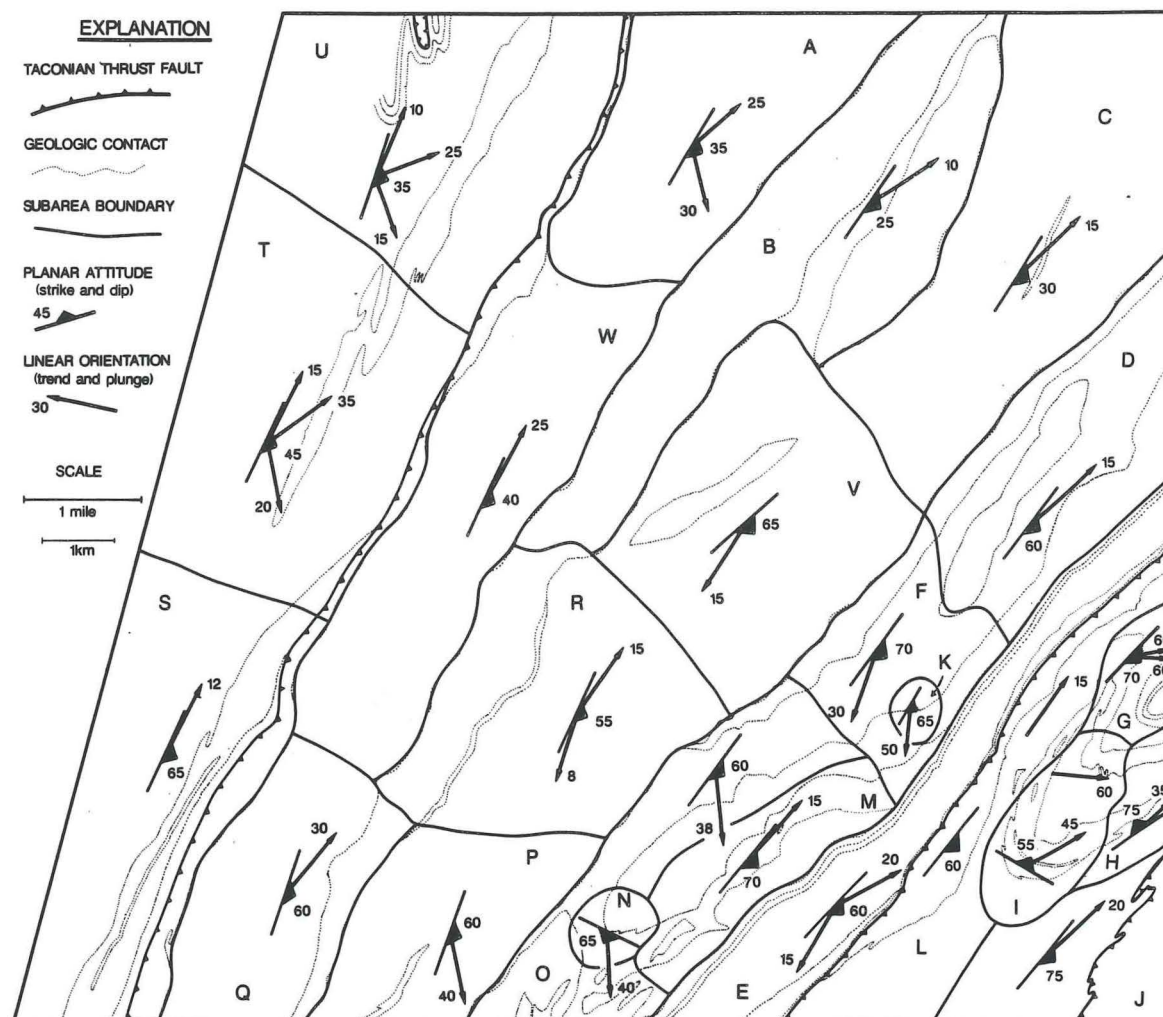 EXPLANATION
TACONIAN THRUST FAULT
GEOLOGIC CONTACT
SUBAREA BOUNDARY
PLANAR ATTITUDE
(strike and dip)
45
LINEAR ORIENTATION
(trend and plunge)
30
SCALE
1 mile
1km
U
10
25
35
15
A
25
35
30
B
10
25
C
15
30
T
15
35
45
20
W
25
40
D
15
60
V
65
15
S
12
65
R
15
55
8
F
70
30
K
65
50
15
70
G
60
38
M
15
70
60
55
45
75
35
H
I
Q
30
60
P
60
40
N
65
40
O
20
60
15
E
60
L
20
75
J